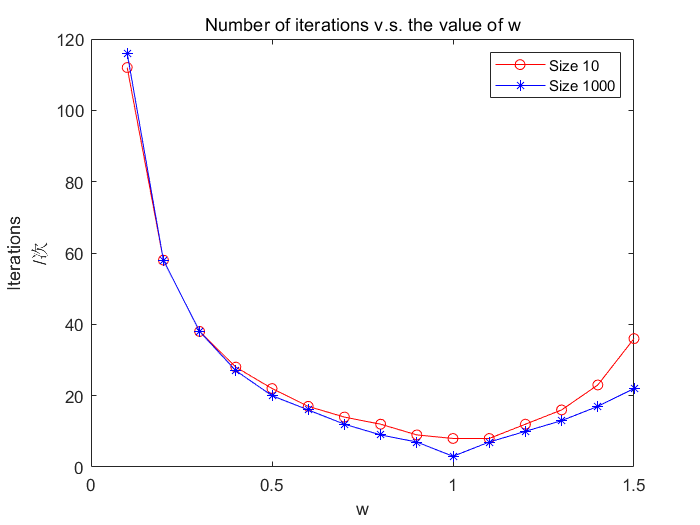 Number of iterations v.s. the value of w
Size 10
Size 1000
120
100
80
60
40
20
0
Iterations
/次
0
0.5
1
1.5
w